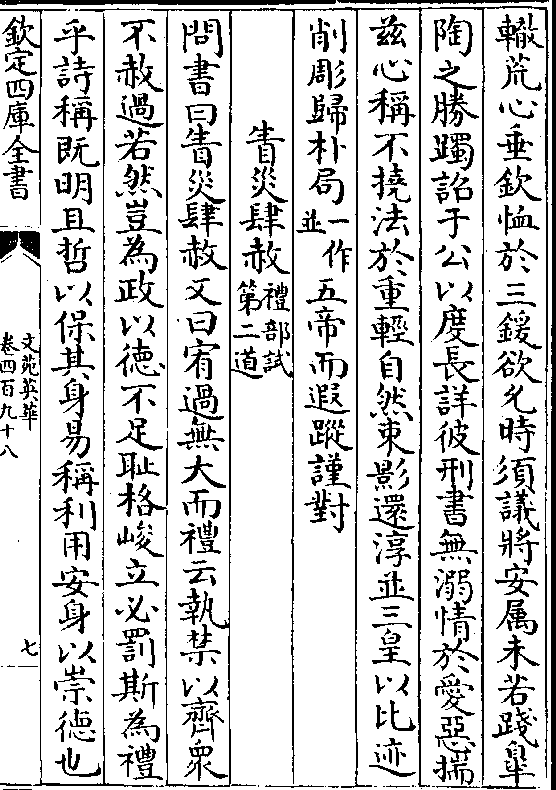 轍荒心垂欽恤於三鍰欲允時須議將安属未若踐臯
陶之勝躅詔于公以度長詳彼刑書無溺情於愛惡揣
兹心稱不撓法於重輕自然東影還淳並三皇以比迹
削彫歸朴局一作並五帝而遐蹤謹對
眚災肆赦禮部試第二道
問書曰眚災肆赦又曰宥過無大而禮云執禁以齊衆
不赦過若然豈為政以德不足耻格峻立必罰斯為禮
乎詩稱既明且哲以保其身易稱利用安身以崇德也
欽定四庫全書
文苑英華
卷四百九十八
七